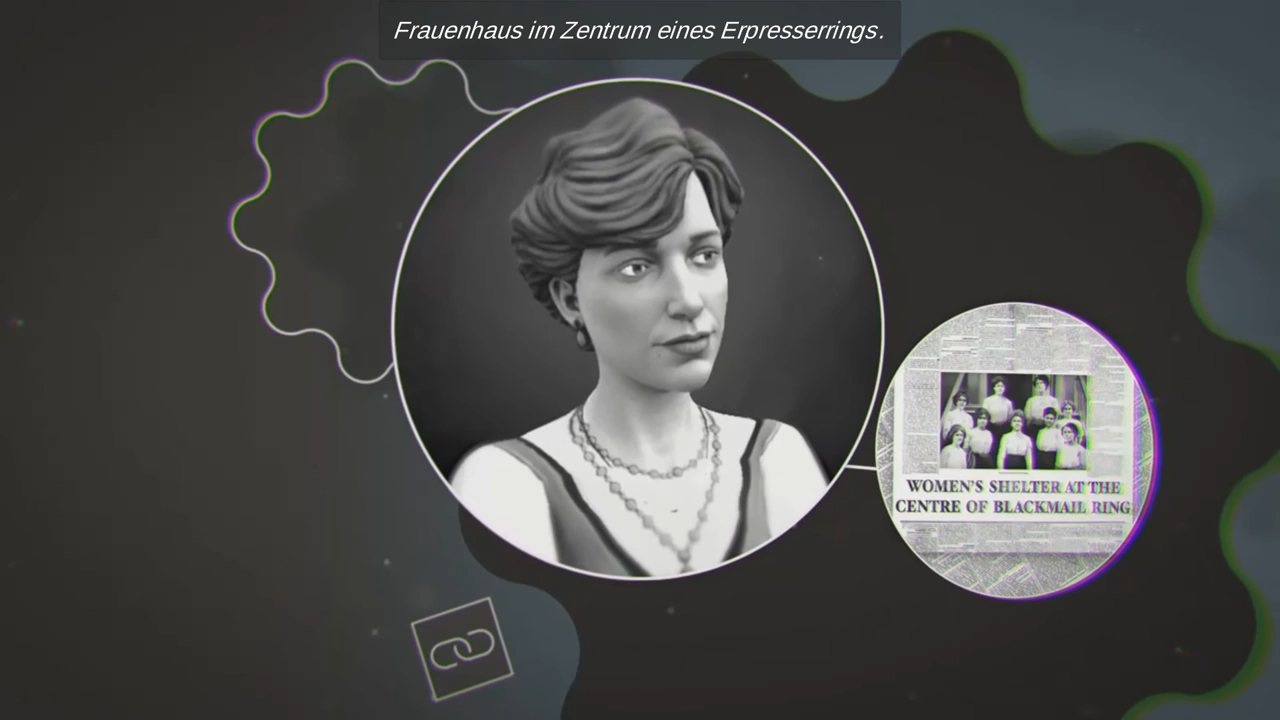 Frauenhaus im Zentrum eines Erpresserrings.
WOMEN'S SHELTER AT THE
CENTRE OF BLACKMAIL RING